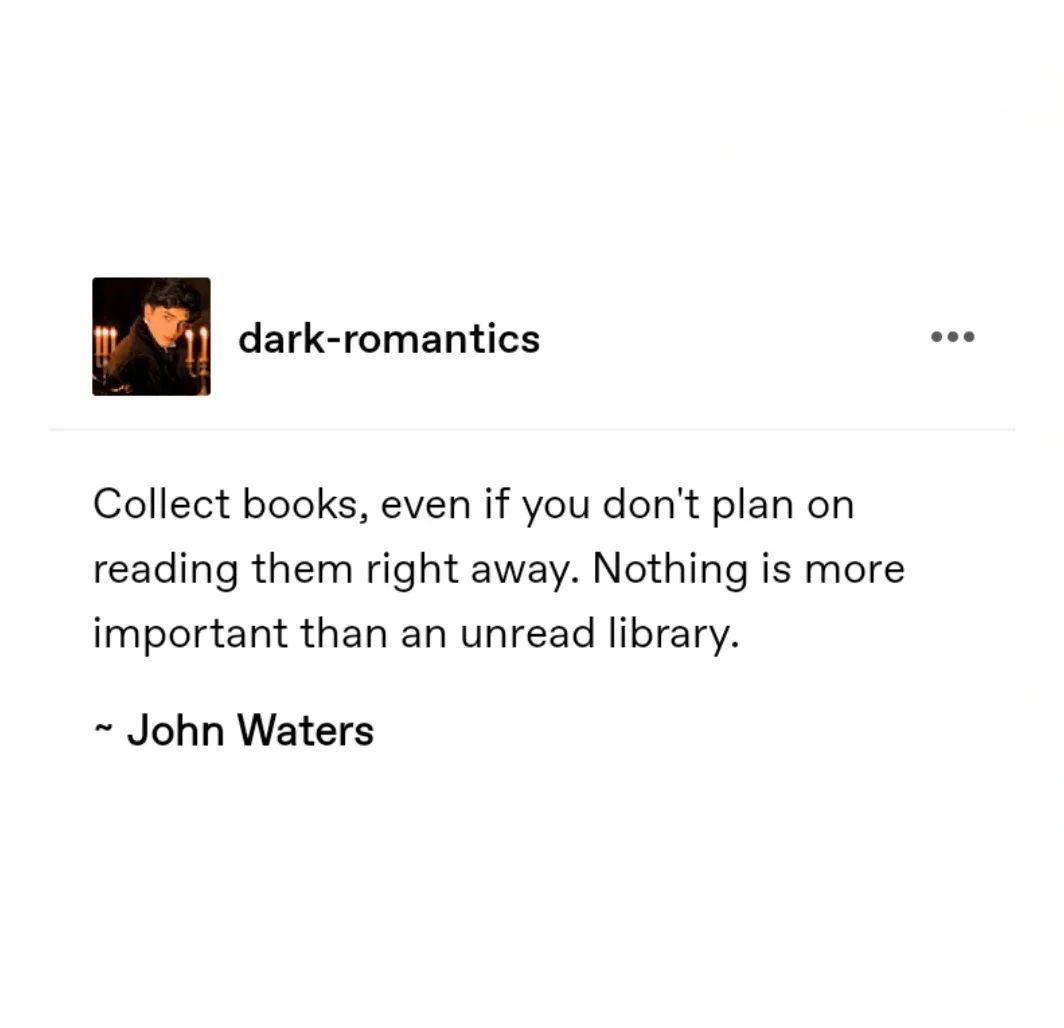 dark-romantics
Collect books, even if you don't plan on
reading them right away. Nothing is more
important than an unread library.
~ John Waters